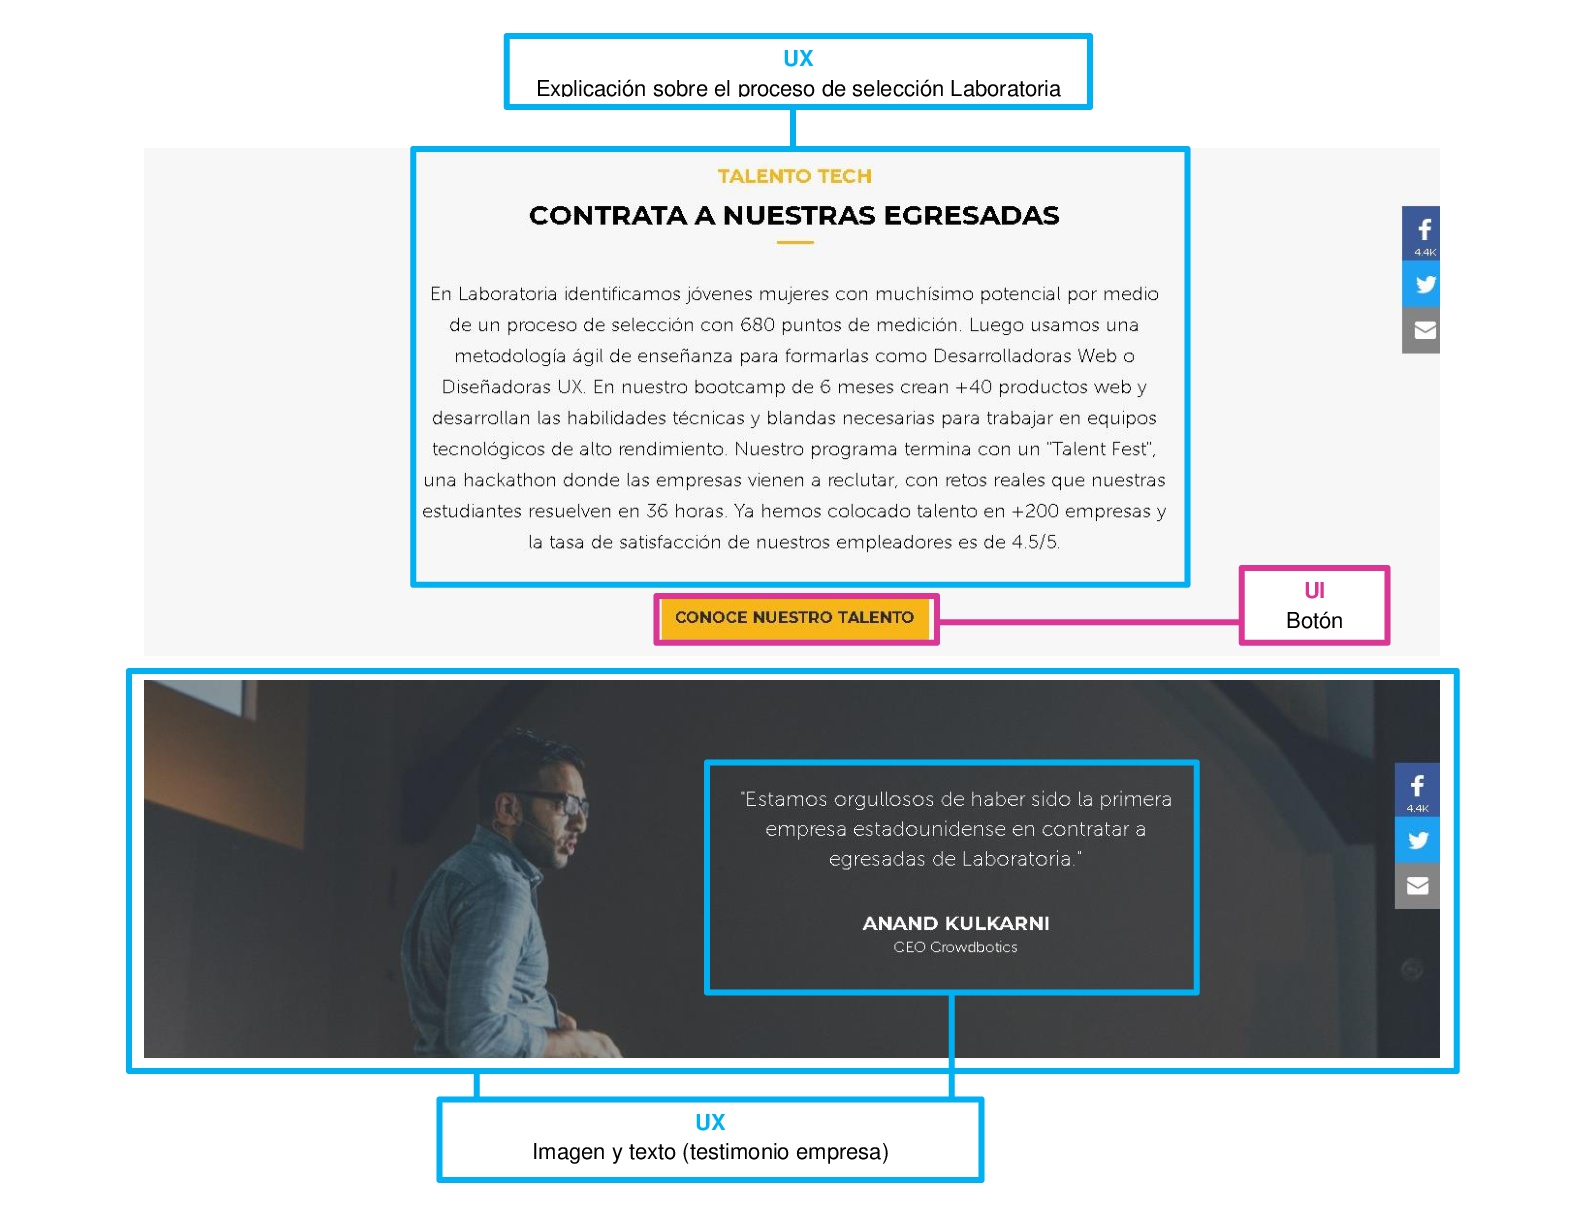 UX
Explicación sobre el proceso de selección Laboratoria
TALENTO TECH
CONTRATA A NUESTRAS EGRESADAS
En Laboratoria identificamos jóvenes mujeres con muchísimo potencial por medio
de un proceso de selección con 680 puntos de medición. Luego usamos una
metodología ágil de enseñanza para formarlas como Desarrolladoras Web o
Diseñadoras UX. En nuestro bootcamp de 6 meses crean +40 productos web y
desarrollan las habilidades técnicas y blandas necesarias para trabajar en equipos
tecnológicos de alto rendimiento. Nuestro programa termina con un "Talent Fest",
una hackathon donde las empresas vienen a reclutar, con retos reales que nuestras
estudiantes resuelven en 36 horas. Ya hemos colocado talento en +200 empresas y
la tasa de satisfacción de nuestros empleadores es de 4.5/5.
4.4K
CONOCE NUESTRO TALENTO
UI
Botón
"Estamos orgullosos de haber sido la primera
empresa estadounidense en contratar a
egresadas de Laboratoria."
ANAND KULKARNI
CEO Crowdbotics
4.4K
UX
Imagen y texto (testimonio empresa)